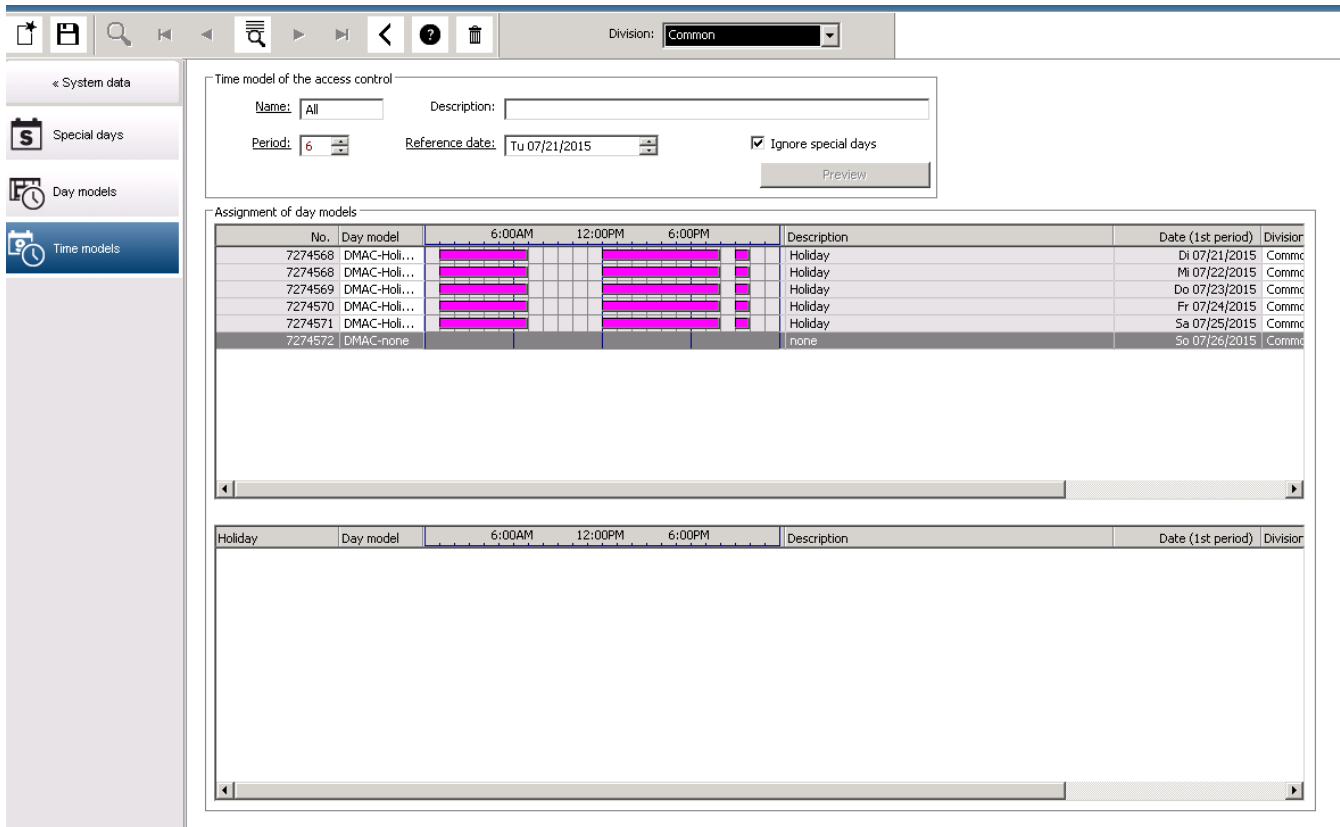 Division: Common
« System data
Special days
Day models
Time models
Time model of the access control
Name: All Description:
Period: 6 Reference date: Tu 07/21/2015 Ignore special days
Preview
Assignment of day models
No. Day model 6:00AM 12:00PM 6:00PM Description Date (1st period) Division
7274568 DMAC-Holi... Holiday Di 07/21/2015 Commo
7274568 DMAC-Holi... Holiday Mi 07/22/2015 Commo
7274569 DMAC-Holi... Holiday Do 07/23/2015 Commo
7274570 DMAC-Holi... Holiday Fr 07/24/2015 Commo
7274571 DMAC-Holi... Holiday Sa 07/25/2015 Commo
7274572 DMAC-none none So 07/26/2015 Commo
Holiday Day model 6:00AM 12:00PM 6:00PM Description Date (1st period) Division